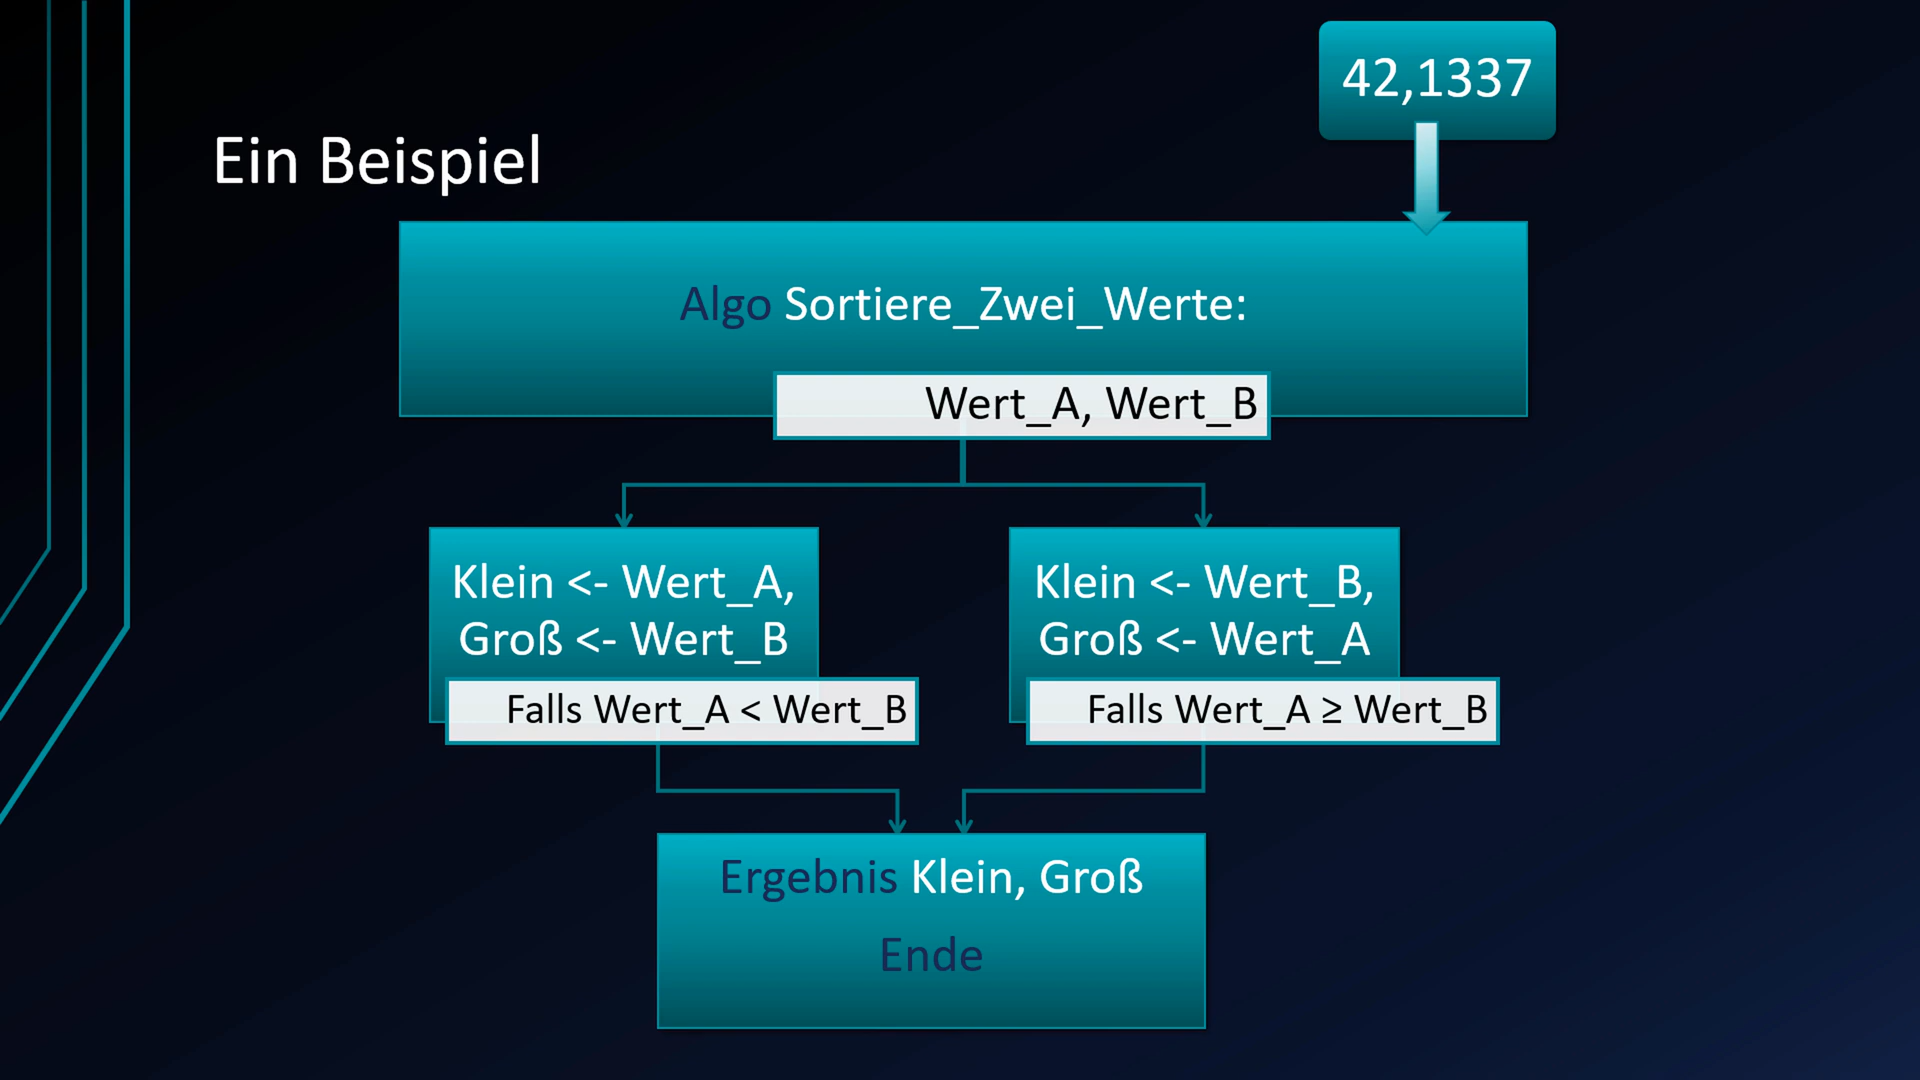 42,1337
Ein Beispiel
Algo Sortiere_Zwei_Werte:
Wert_A, Wert_B
Klein <- Wert_A,
Groß <- Wert_B
Falls Wert_A < Wert_B
Klein <- Wert_B,
Groß <- Wert_A
Falls Wert_A ≥ Wert_B
Ergebnis Klein, Groß
Ende